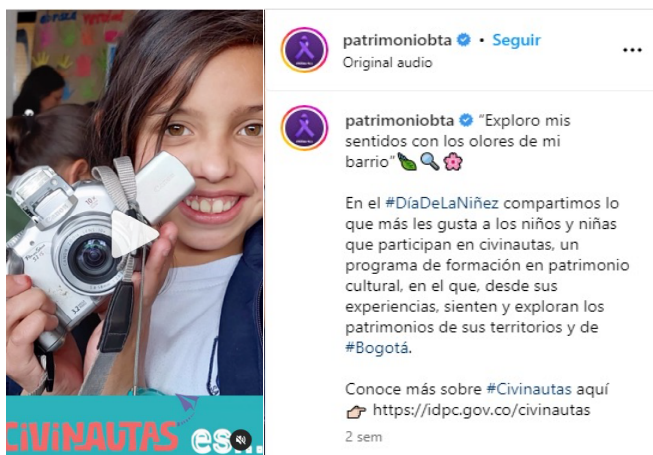 patrimoniobta • Seguir
Original audio
patrimoniobta “Exploro mis
sentidos con los olores de mi
barrio”
En el #DíaDeLaNiñez compartimos lo
que más les gusta a los niños y niñas
que participan en civinautas, un
programa de formación en patrimonio
cultural, en el que, desde sus
experiencias, sienten y exploran los
patrimonios de sus territorios y de
#Bogotá.
Conoce más sobre #Civinautas aquí
👉🏻 https://idpc.gov.co/civinautas
2 sem
CIVINAUTAS es